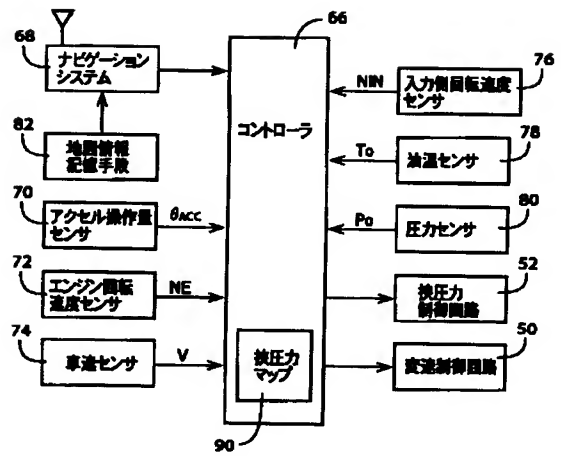 66
68
ナビゲーション
システム
82
地図情報
記憶手段
70
アクセル操作量
センサ
θACC
72
エンジン回転
速度センサ
NE
74
車速センサ
V
コントローラ
挟圧力
マップ
90
NIN
入力側回転速度
センサ
76
To
油温センサ
78
Po
圧力センサ
80
挟圧力
制御回路
52
変速制御回路
50